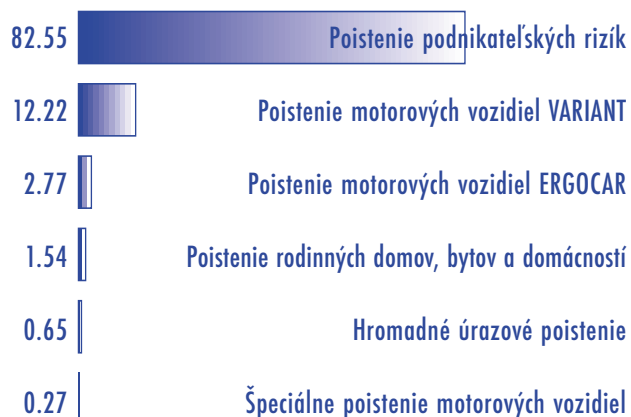 82.55 Poistenie podnikateľských rizík
12.22 Poistenie motorových vozidiel VARIANT
2.77 Poistenie motorových vozidiel ERGOCAR
1.54 Poistenie rodinných domov, bytov a domácností
0.65 Hromadné úrazové poistenie
0.27 Špeciálne poistenie motorových vozidiel